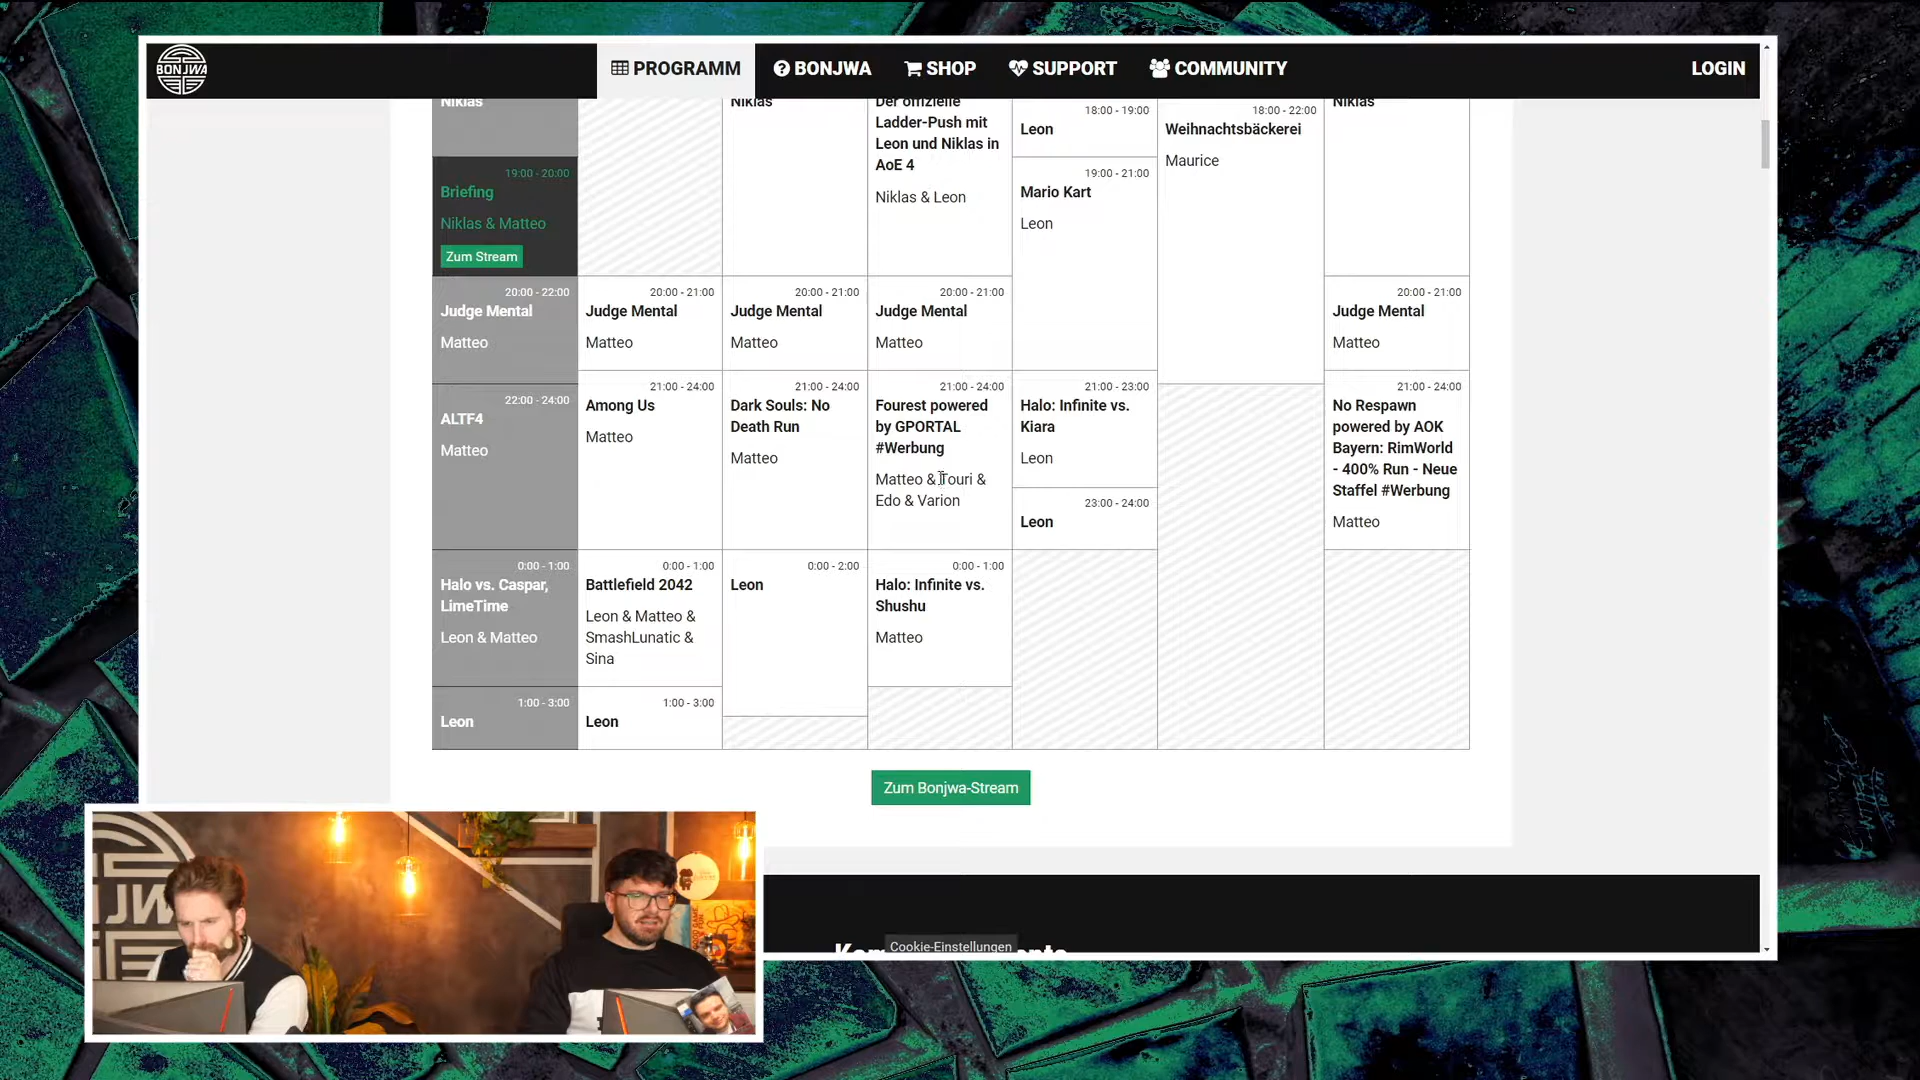 BONJWA
PROGRAMM
BONJWA
SHOP
SUPPORT
COMMUNITY
LOGIN
Niklas
19:00 - 20:00
Briefing
Niklas & Matteo
Zum Stream
20:00 - 22:00
Judge Mental
Matteo
22:00 - 24:00
ALTF4
Matteo
0:00 - 1:00
Halo vs. Caspar,
LimeTime
Leon & Matteo
1:00 - 3:00
Leon
20:00 - 21:00
Judge Mental
Matteo
21:00 - 24:00
Among Us
Matteo
0:00 - 1:00
Battlefield 2042
Leon & Matteo &
SmashLunatic &
Sina
1:00 - 3:00
Leon
Niklas
20:00 - 21:00
Judge Mental
Matteo
21:00 - 24:00
Dark Souls: No
Death Run
Matteo
0:00 - 2:00
Leon
Der offizielle
Ladder-Push mit
Leon und Niklas in
AoE 4
Niklas & Leon
20:00 - 21:00
Judge Mental
Matteo
21:00 - 24:00
Fourest powered
by GPORTAL
#Werbung
Matteo & Touri &
Edo & Varion
0:00 - 1:00
Halo: Infinite vs.
Shushu
Matteo
18:00 - 19:00
Leon
19:00 - 21:00
Mario Kart
Leon
21:00 - 23:00
Halo: Infinite vs.
Kiara
Leon
23:00 - 24:00
Leon
18:00 - 22:00
Weihnachtsbäckerei
Maurice
Niklas
20:00 - 21:00
Judge Mental
Matteo
21:00 - 24:00
No Respawn
powered by AOK
Bayern: RimWorld
- 400% Run - Neue
Staffel #Werbung
Matteo
Zum Bonjwa-Stream
Cookie-Einstellungen